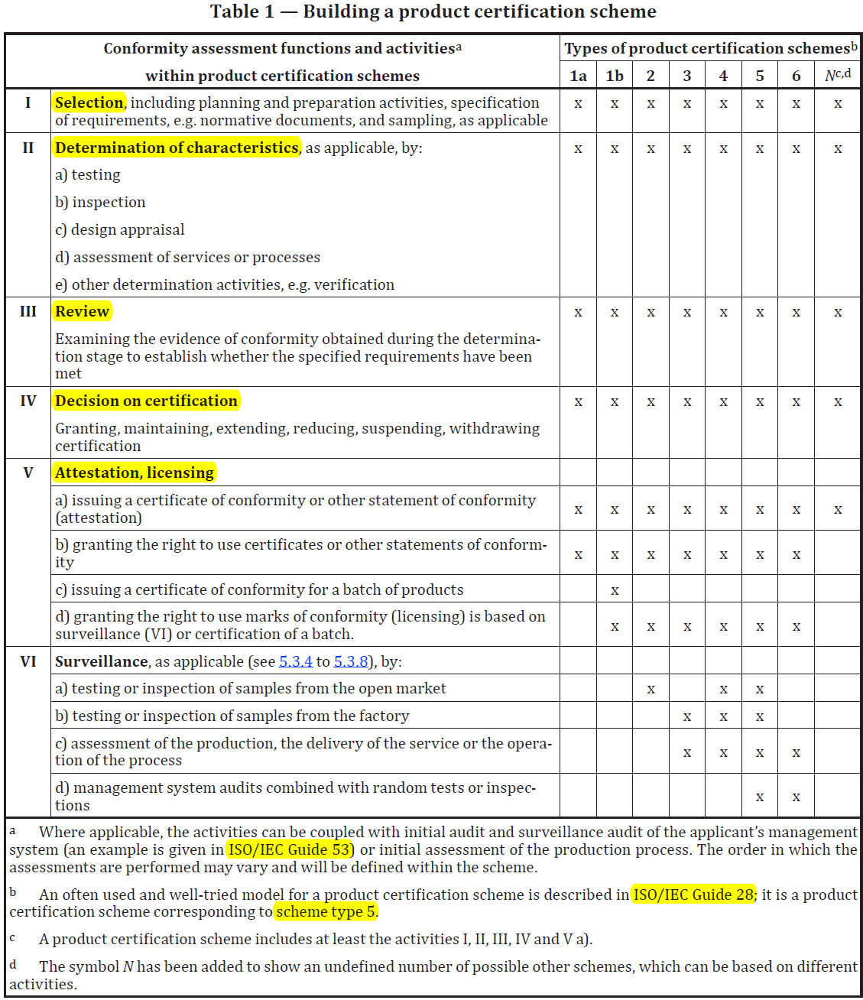 Table 1 — Building a product certification scheme
Conformity assessment functions and activitiesa
within product certification schemes
Types of product certification schemesb
1a 1b 2 3 4 5 6 Nc,d
I Selection, including planning and preparation activities, specification
of requirements, e.g. normative documents, and sampling, as applicable
x x x x x x x x
II Determination of characteristics, as applicable, by:
x x x x x x x x
a) testing
b) inspection
c) design appraisal
d) assessment of services or processes
e) other determination activities, e.g. verification
III Review
x x x x x x x x
Examining the evidence of conformity obtained during the determina-
tion stage to establish whether the specified requirements have been
met
IV Decision on certification
x x x x x x x x
Granting, maintaining, extending, reducing, suspending, withdrawing
certification
V Attestation, licensing
a) issuing a certificate of conformity or other statement of conformity
(attestation)
x x x x x x x x
b) granting the right to use certificates or other statements of conform-
ity
x x x x x x x
c) issuing a certificate of conformity for a batch of products
x
d) granting the right to use marks of conformity (licensing) is based on
surveillance (VI) or certification of a batch.
x x x x x x
VI Surveillance, as applicable (see 5.3.4 to 5.3.8), by:
a) testing or inspection of samples from the open market
x x x
b) testing or inspection of samples from the factory
x x x
c) assessment of the production, the delivery of the service or the opera-
tion of the process
x x x x
d) management system audits combined with random tests or inspec-
tions
x x
a Where applicable, the activities can be coupled with initial audit and surveillance audit of the applicant’s management
system (an example is given in ISO/IEC Guide 53) or initial assessment of the production process. The order in which the
assessments are performed may vary and will be defined within the scheme.
b An often used and well-tried model for a product certification scheme is described in ISO/IEC Guide 28; it is a product
certification scheme corresponding to scheme type 5.
c A product certification scheme includes at least the activities I, II, III, IV and V a).
d The symbol N has been added to show an undefined number of possible other schemes, which can be based on different
activities.